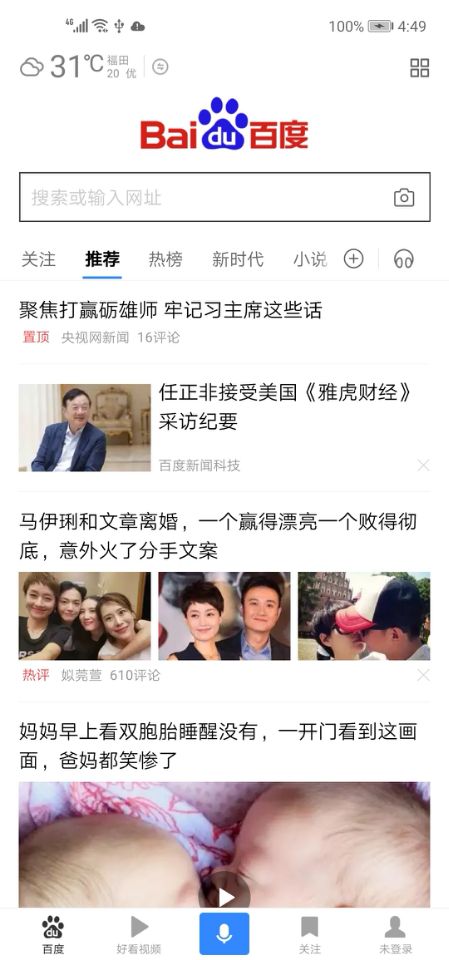 4G 100% 4:49
31℃ 福田
20 优
Bai du 百度
搜索或输入网址
关注 推荐 热榜 新时代 小说
聚焦打赢砺雄师 牢记习主席这些话
置顶 央视网新闻 16评论
任正非接受美国《雅虎财经》
采访纪要
百度新闻科技
马伊琍和文章离婚，一个赢得漂亮一个败得彻
底，意外火了分手文案
热评 姒莞萱 610评论
妈妈早上看双胞胎睡醒没有，一开门看到这画
面，爸妈都笑惨了
du
百度 好看视频 关注 未登录